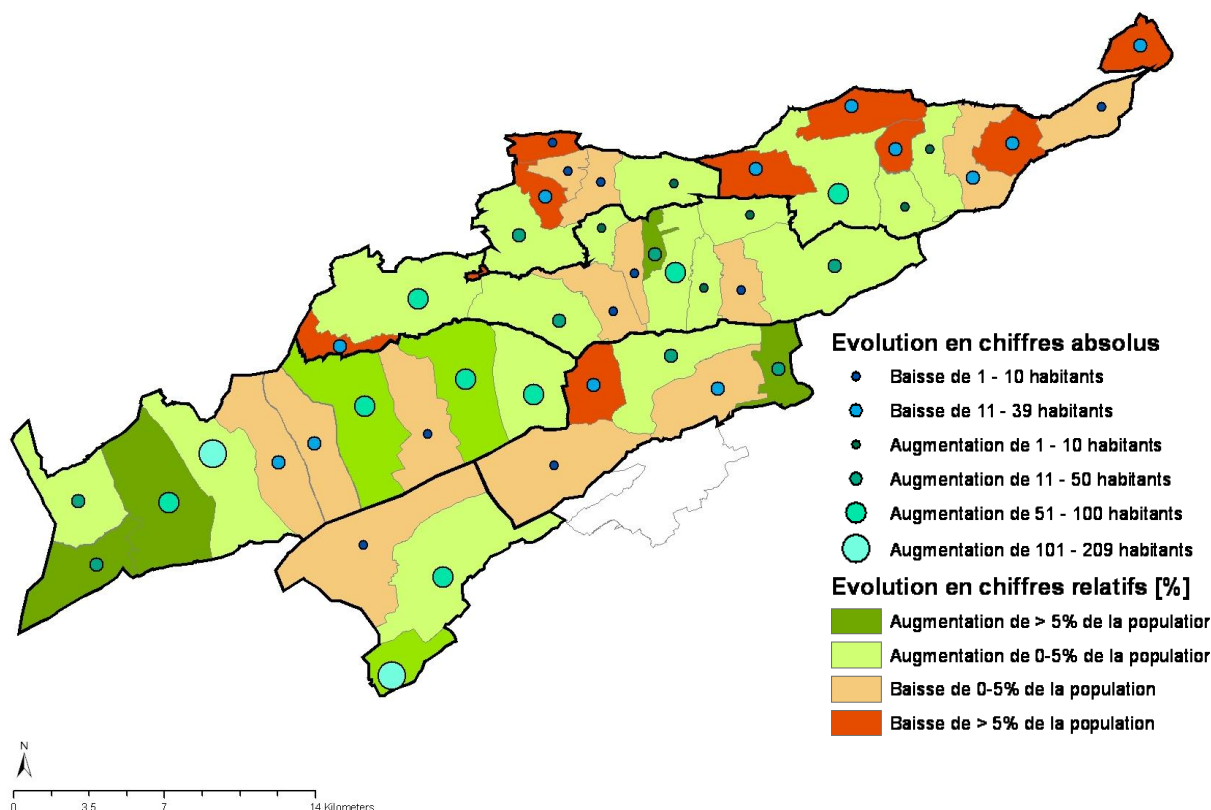 Evolution en chiffres absolus
Baisse de 1 - 10 habitants
Baisse de 11 - 39 habitants
Augmentation de 1 - 10 habitants
Augmentation de 11 - 50 habitants
Augmentation de 51 - 100 habitants
Augmentation de 101 - 209 habitants
Evolution en chiffres relatifs [%]
Augmentation de > 5% de la populatior
Augmentation de 0-5% de la populatior
Baisse de 0-5% de la population
Baisse de > 5% de la population
N
0 3.5 7 14 Kilometers